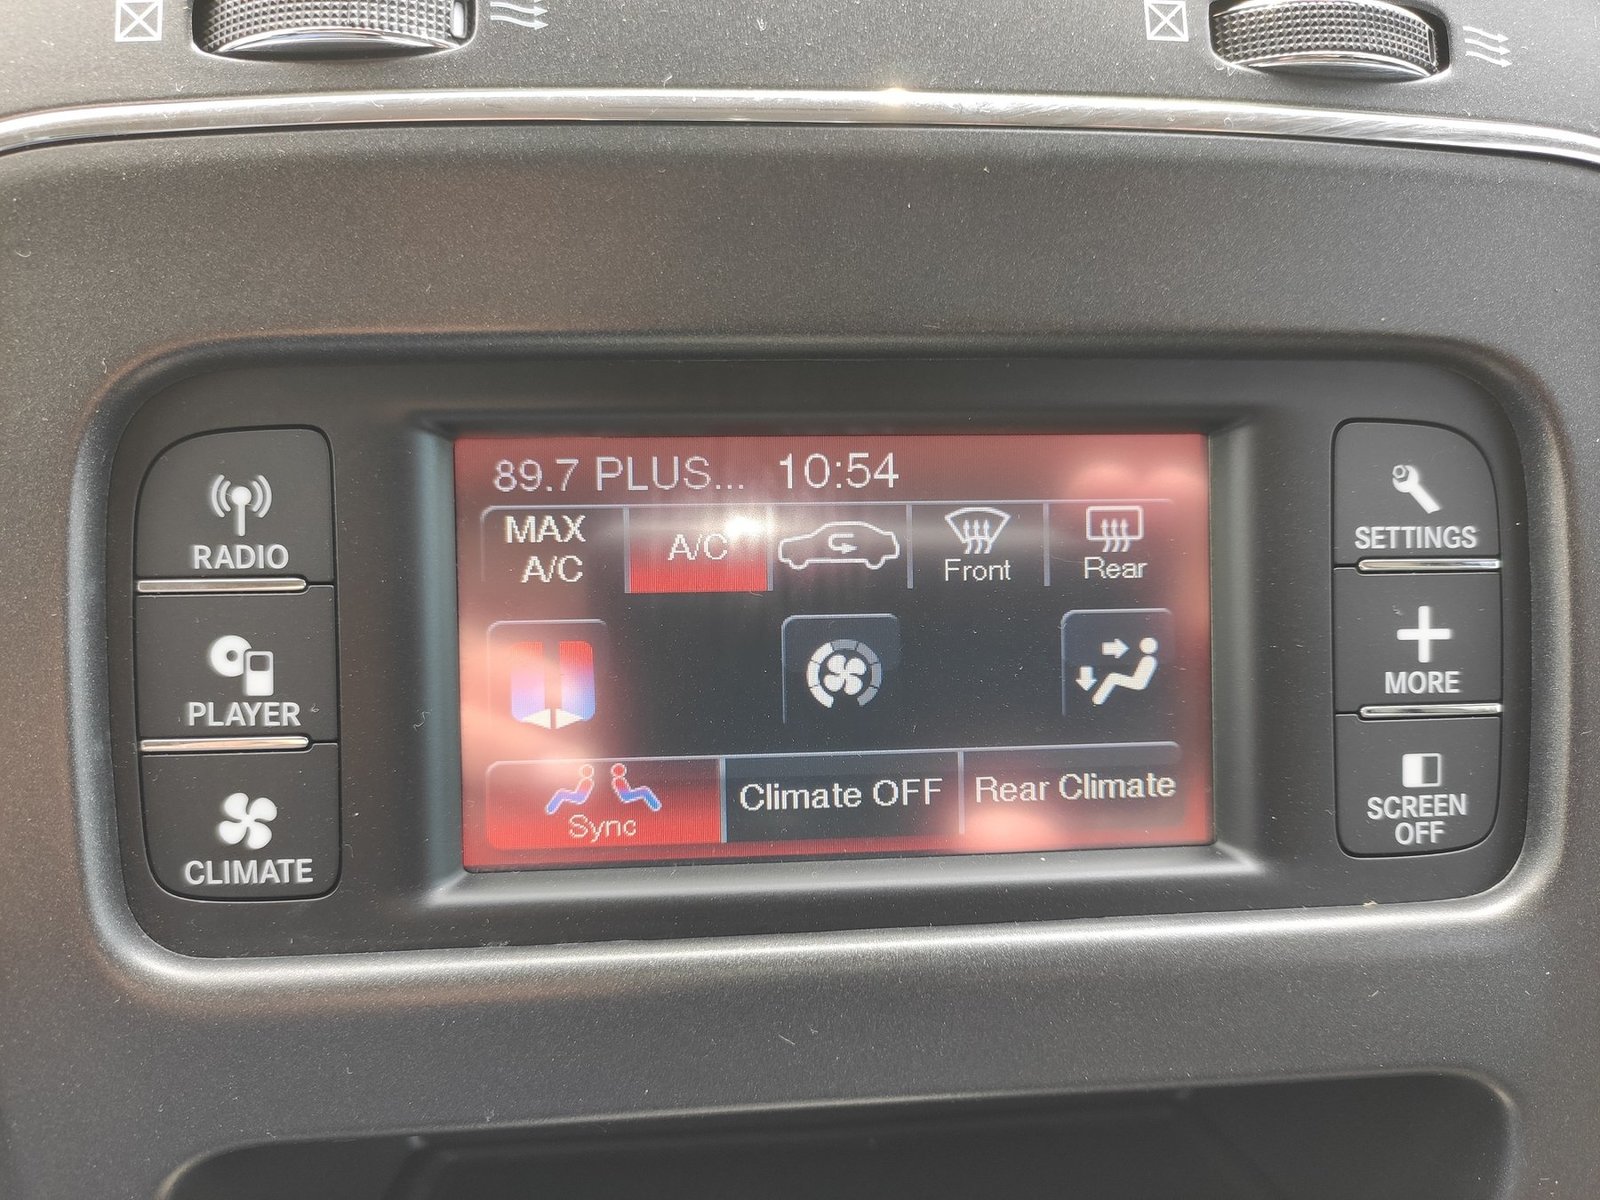 89.7 PLUS... 10:54
MAX
A/C
A/C
Front
Rear
Sync
Climate OFF
Rear Climate
RADIO
PLAYER
CLIMATE
SETTINGS
MORE
SCREEN
OFF